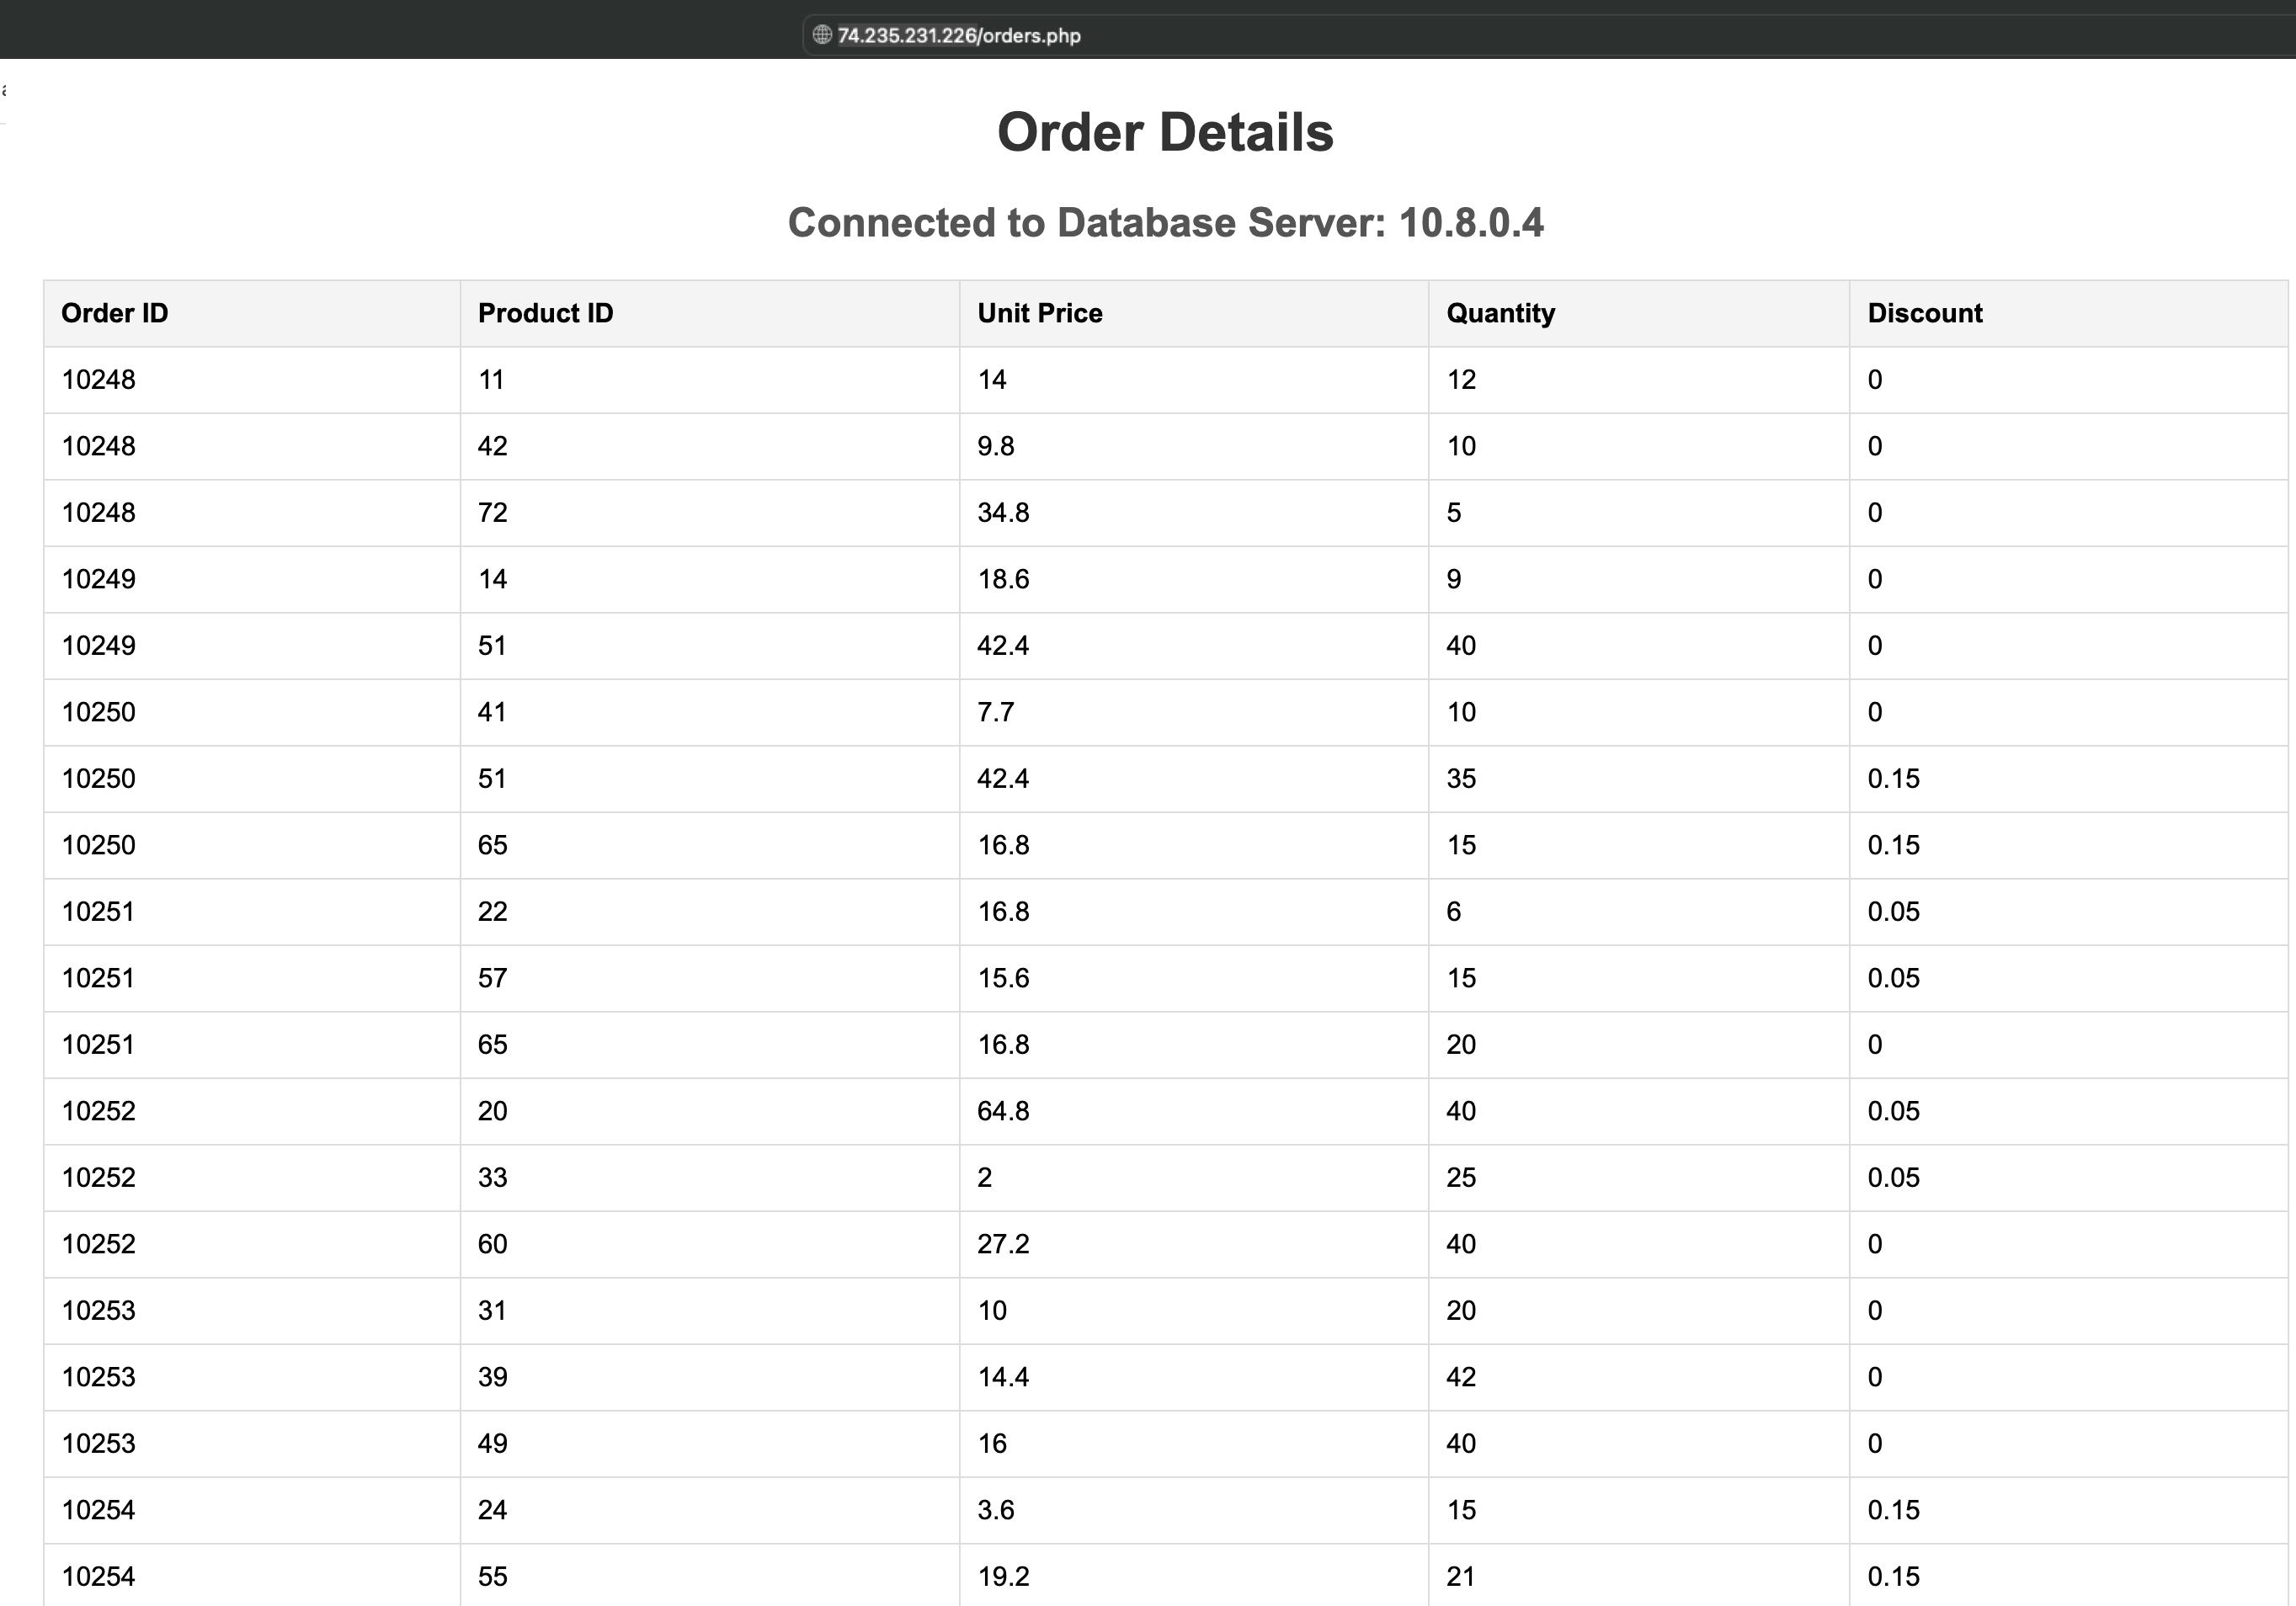 74.235.231.226/orders.php
Order Details
Connected to Database Server: 10.8.0.4
Order ID Product ID Unit Price Quantity Discount
10248 11 14 12 0
10248 42 9.8 10 0
10248 72 34.8 5 0
10249 14 18.6 9 0
10249 51 42.4 40 0
10250 41 7.7 10 0
10250 51 42.4 35 0.15
10250 65 16.8 15 0.15
10251 22 16.8 6 0.05
10251 57 15.6 15 0.05
10251 65 16.8 20 0
10252 20 64.8 40 0.05
10252 33 2 25 0.05
10252 60 27.2 40 0
10253 31 10 20 0
10253 39 14.4 42 0
10253 49 16 40 0
10254 24 3.6 15 0.15
10254 55 19.2 21 0.15